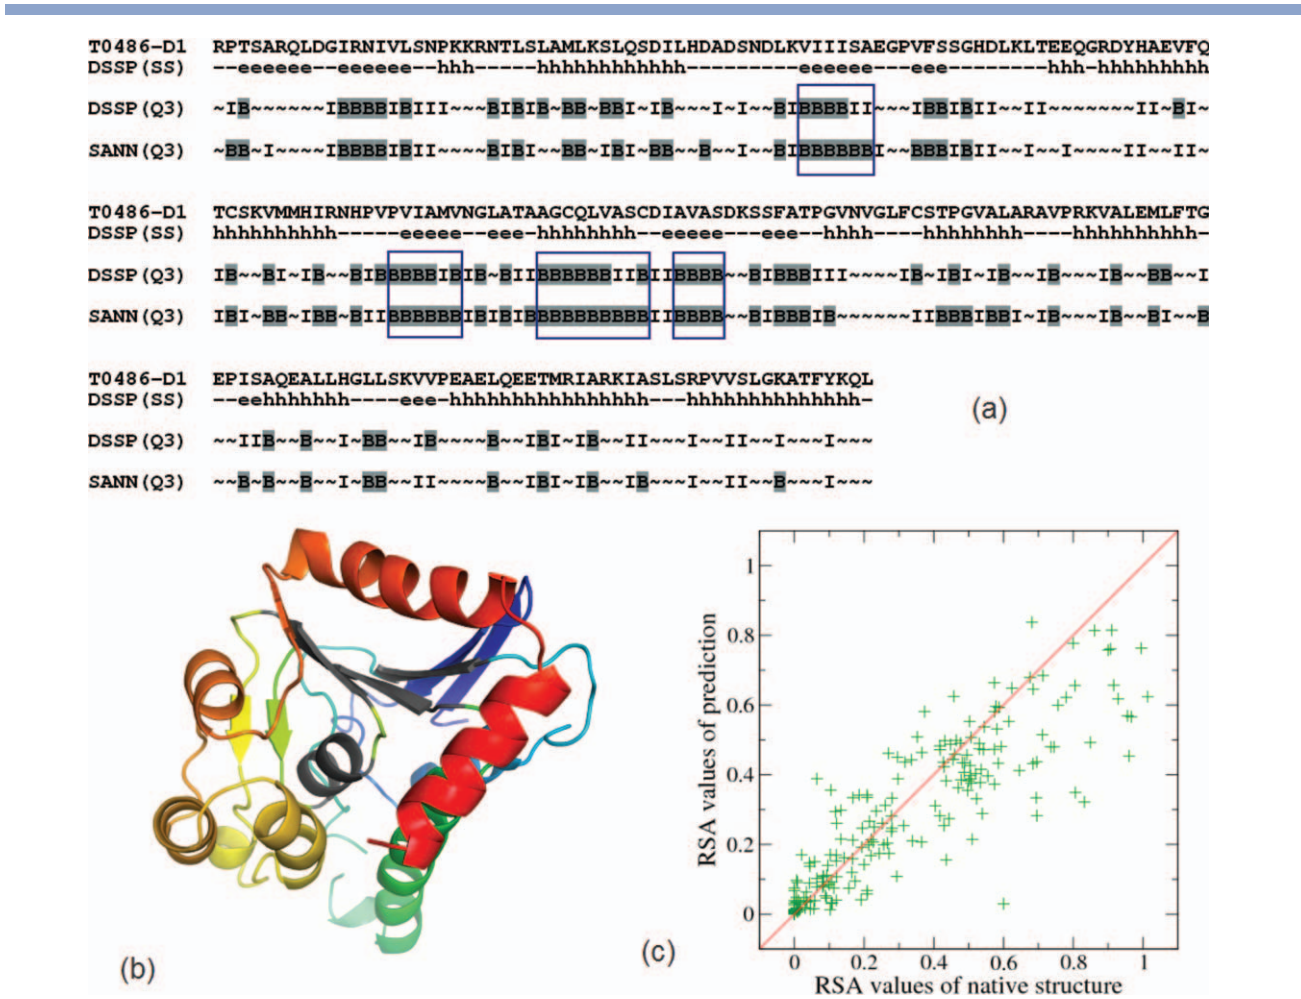 T0486-D1 RPTSARQLDGIRNIVLSNPKKRNTLSLAMLKSLQSDILHDADSNDLKVIIISAEGPVFSSGHDLKLTEEQGRDYHAEVFQ
DSSP(SS) --eeeeee--eeeeee--hhh-----hhhhhhhhhhhh---------eeeeee---eee--------hhh-hhhhhhhhh
DSSP(Q3) ~IB~~~~~~IBBBBIBIII~~~BIBIB~BB~BBI~IB~~~I~I~~BIBBBBII~~~IBBIBII~~II~~~~~~~II~BI~
SANN(Q3) ~BB~I~~~~IBBBBIBII~~~~BIBI~~BB~IBI~BB~~B~~I~~BIBBBBBBI~~BBBIBII~~I~~I~~~~II~~II~
T0486-D1 TCSKVMMHIRNHPVPVIAMVNGLATAAGCQLVASCDIAVASDKSSFATPGVNVGLFCSTPGVALARAVPRKVALEMLFTG
DSSP(SS) hhhhhhhhhh-----eeeee--eee-hhhhhhhh--eeeee---eee--hhhh----hhhhhhhh----hhhhhhhhhh-
DSSP(Q3) IB~~BI~IB~~BIBBBBBIBIB~BIIBBBBBBIIBIIBBBB~~BIBBBIII~~~~IB~IBI~IB~~IB~~~IB~~BB~~I
SANN(Q3) IBI~BB~IBB~BIIBBBBBBIBIBIBBBBBBBBBBIIBBBB~~BIBBBIB~~~~~~IIBBBIBBI~IB~~~IB~~BI~~B
T0486-D1 EPISAQEALLHGLLSKVVPEAELQEETMRIARKIASLSRPVVSLGKATFYKQL
DSSP(SS) --eehhhhhhh----eee-hhhhhhhhhhhhhhhh---hhhhhhhhhhhhhh-
DSSP(Q3) ~~IIB~~B~~I~BB~~IB~~~~B~~IBI~IB~~II~~~I~~II~~I~~~I~~~
SANN(Q3) ~~B~B~~B~~I~BB~~II~~~~B~~IBI~IB~~IB~~~I~~II~~B~~~I~~~
(a)
(b)
(c)
RSA values of prediction
1
0.8
0.6
0.4
0.2
0
0 0.2 0.4 0.6 0.8 1
RSA values of native structure